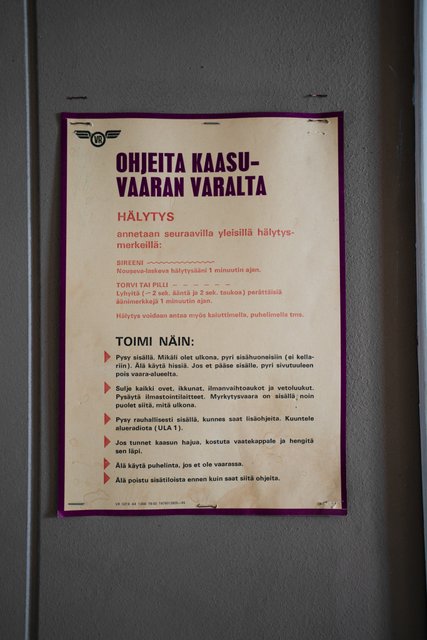 VR
OHJEITA KAASU-
VAARAN VARALTA
HÄLYTYS
annetaan seuraavilla yleisillä hälytys-
merkeillä:
SIREENI
Nouseva-laskeva hälytysääni 1 minuutin ajan.
TORVI TAI PILLI – – – – – –
Lyhyitä (~ 2 sek. ääntä ja 2 sek. taukoa) perättäisiä
äänimerkkejä 1 minuutin ajan.
Hälytys voidaan antaa myös kaiuttimella, puhelimella tms.
TOIMI NÄIN:
Pysy sisällä. Mikäli olet ulkona, pyri sisähuoneisiin (ei kella-
riin). Älä käytä hissiä. Jos et pääse sisälle, pyri sivutuuleen
pois vaara-alueelta.
Sulje kaikki ovet, ikkunat, ilmanvaihtoaukot ja vetoluukut.
Pysäytä ilmastointilaitteet. Myrkytysvaara on sisällä noin
puolet siitä, mitä ulkona.
Pysy rauhallisesti sisällä, kunnes saat lisäohjeita. Kuuntele
alueradiota (ULA 1).
Jos tunnet kaasun hajua, kostuta vaatekappale ja hengitä
sen läpi.
Älä käytä puhelinta, jos et ole vaarassa.
Älä poistu sisätiloista ennen kuin saat siitä ohjeita.